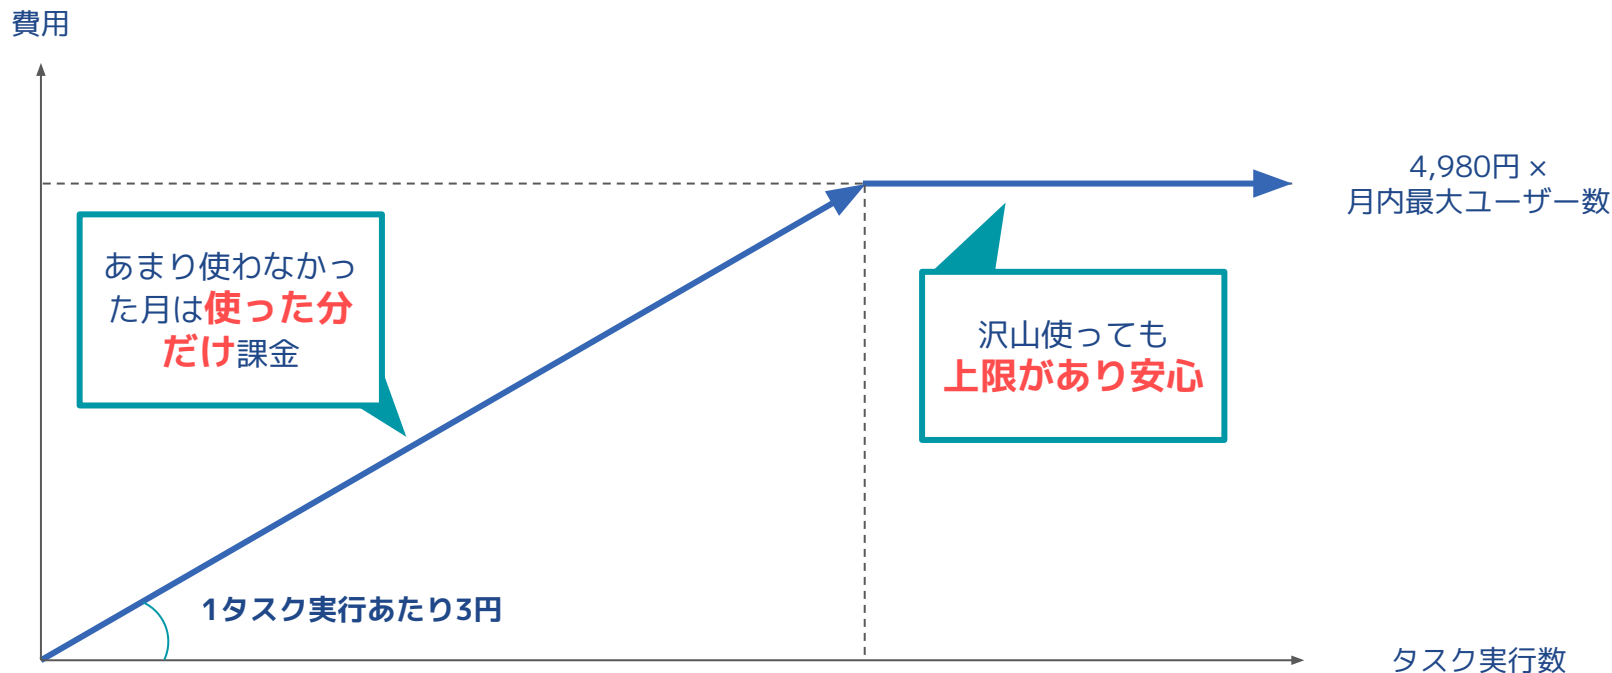 費用
4,980円 ×
月内最大ユーザー数
あまり使わなかっ
た月は使った分
だけ課金
沢山使っても
上限があり安心
1タスク実行あたり3円
タスク実行数